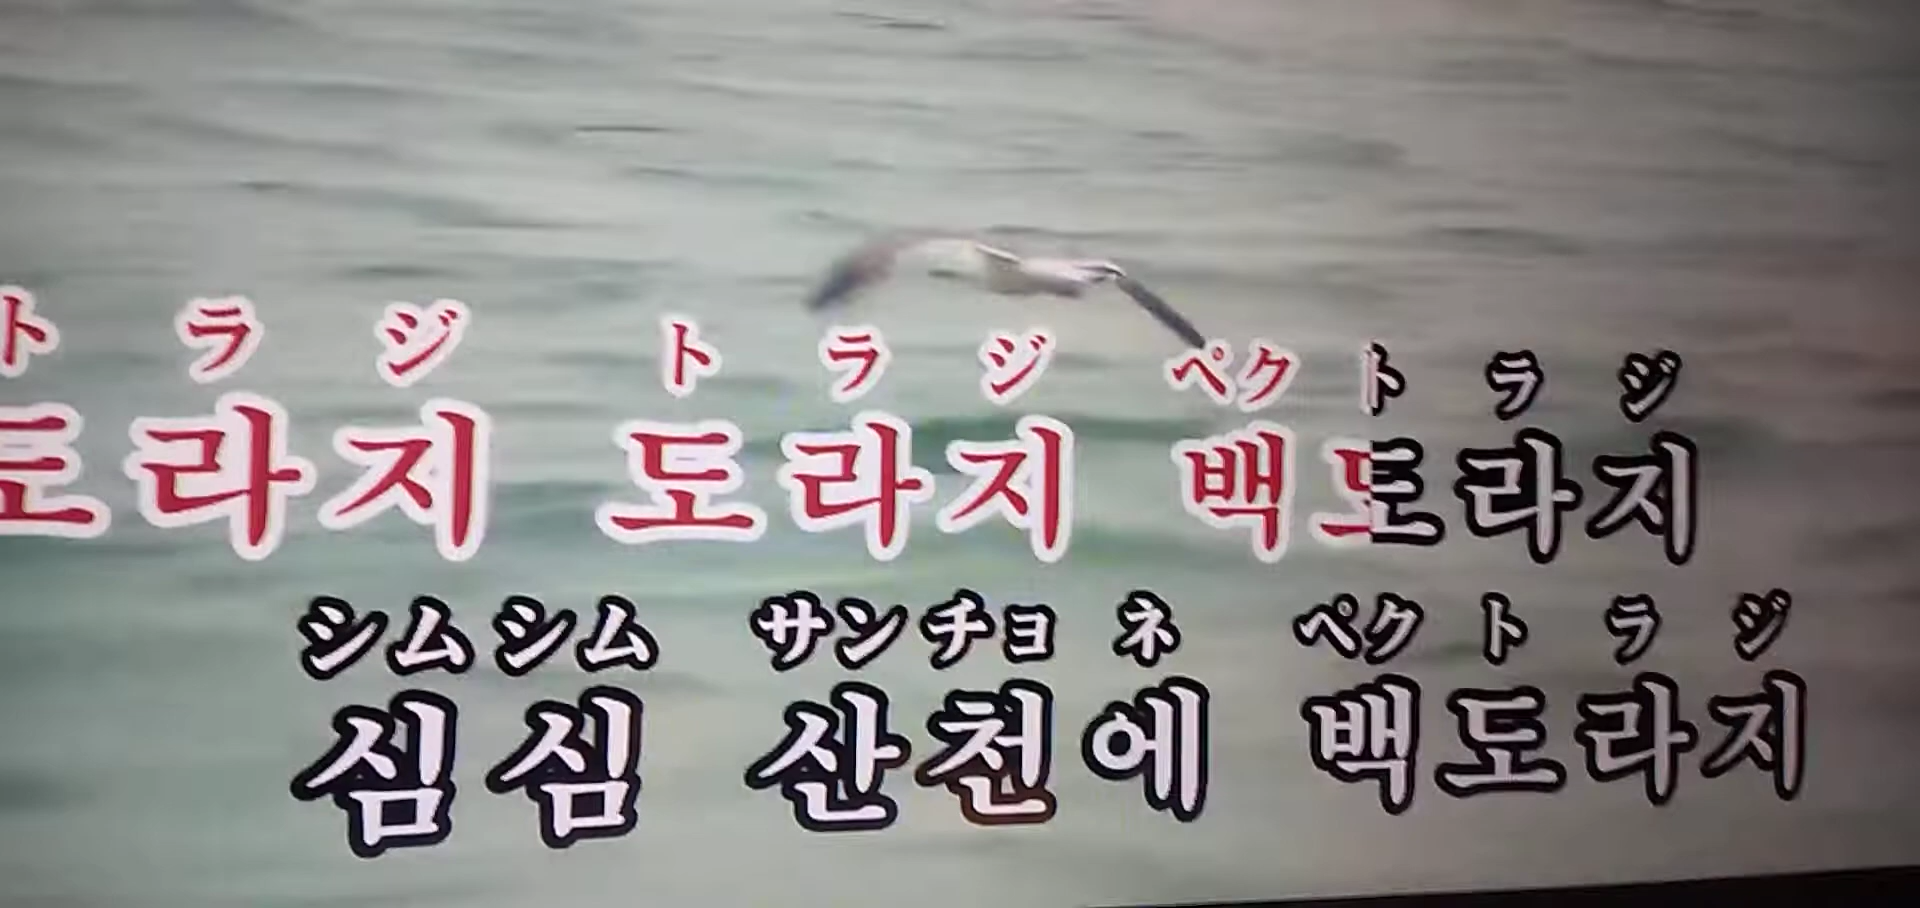 トラジ トラジ ペクトラジ
도라지 도라지 백도라지
シムシム サンチョネ ペクトラジ
심심 산천에 백도라지